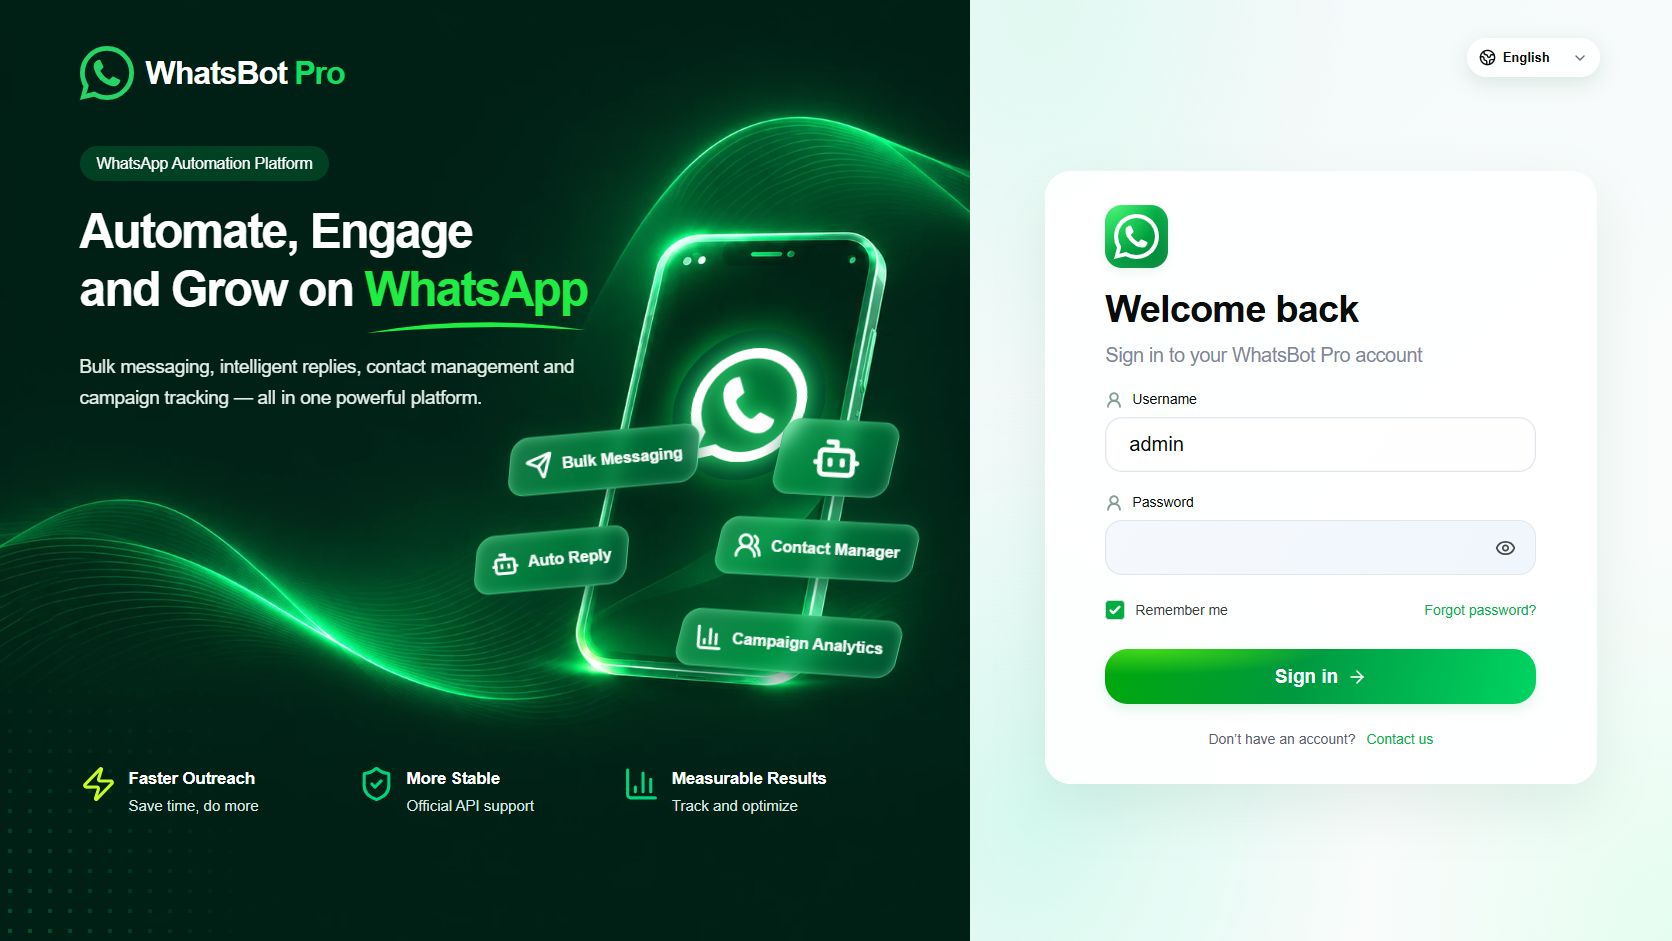 WhatsBot Pro
WhatsApp Automation Platform
Automate, Engage
and Grow on WhatsApp
Bulk messaging, intelligent replies, contact management and
campaign tracking — all in one powerful platform.
Bulk Messaging
Auto Reply
Contact Manager
Campaign Analytics
Faster Outreach
Save time, do more
More Stable
Official API support
Measurable Results
Track and optimize
English
Welcome back
Sign in to your WhatsBot Pro account
Username
admin
Password
Remember me
Forgot password?
Sign in
Don't have an account? Contact us